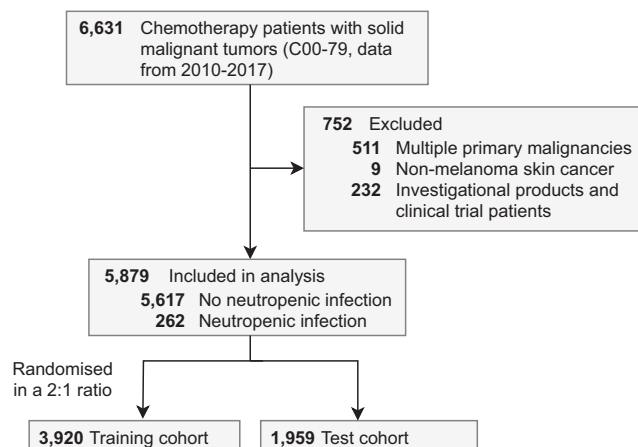 6,631 Chemotherapy patients with solid
malignant tumors (C00-79, data
from 2010-2017)
752 Excluded
511 Multiple primary malignancies
9 Non-melanoma skin cancer
232 Investigational products and
clinical trial patients
5,879 Included in analysis
5,617 No neutropenic infection
262 Neutropenic infection
Randomised
in a 2:1 ratio
3,920 Training cohort
1,959 Test cohort